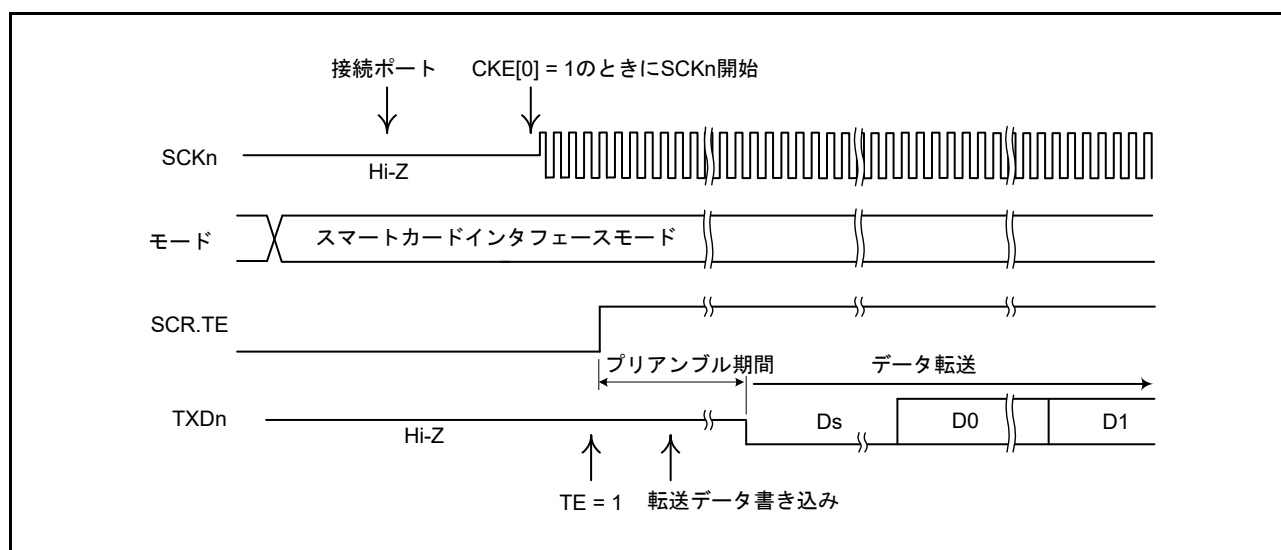 接続ポート CKE[0] = 1のときにSCKn開始
SCKn
Hi-Z
モード スマートカードインタフェースモード
SCR.TE
プリアンブル期間 データ転送
TXDn
Hi-Z
Ds D0 D1
TE = 1 転送データ書き込み